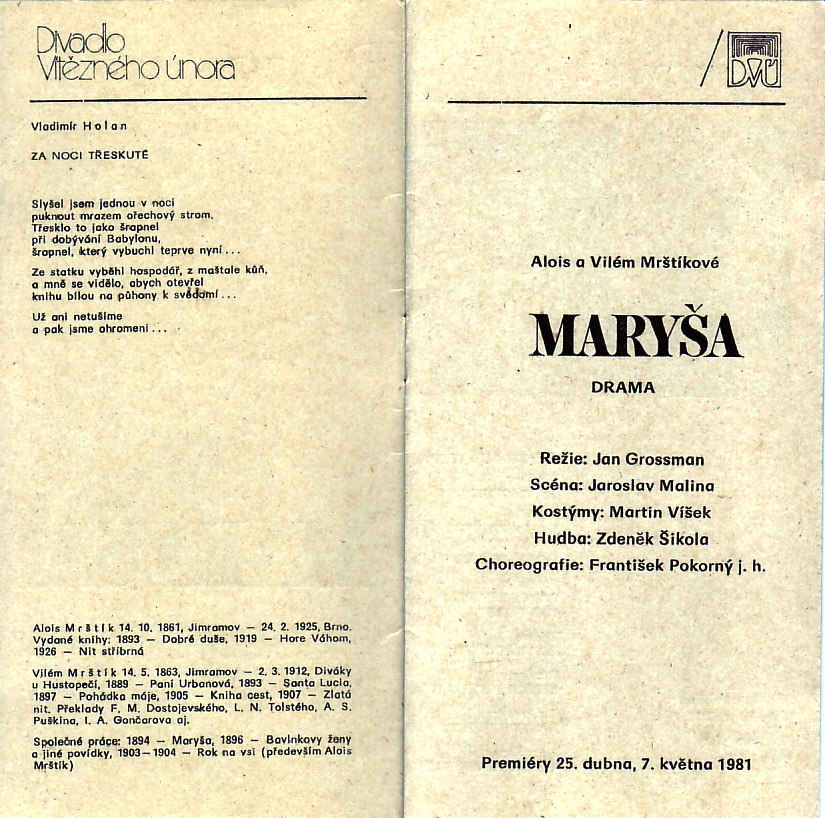 Divadlo
Vítězného února
Vladimír Holan
ZA NOCI TŘESKUTÉ
Slyšel jsem jednou v noci
puknout mrazem ořechový strom.
Třesklo to jako šrapnel
při dobývání Babylonu,
šrapnel, který vybuchl teprve nyní...
Ze statku vyběhl hospodář, z maštale kůň,
a mně se vidělo, abych otevřel
knihu bílou na půhony k svědomí...
Už ani netušíme
a pak jsme ohromeni...
Alois Mrštík 14. 10. 1861, Jimramov — 24. 2. 1925, Brno.
Vydané knihy: 1893 — Dobré duše, 1919 — Hore Váhom,
1926 — Nit stříbrná
Vilém Mrštík 14. 5. 1863, Jimramov — 2. 3. 1912, Diváky
u Hustopečí, 1889 — Paní Urbanová, 1893 — Santa Lucia,
1897 — Pohádka máje, 1905 — Kniha cest, 1907 — Zlatá
nit. Překlady F. M. Dostojevského, L. N. Tolstého, A. S.
Puškina, I. A. Gončarova aj.
Společné práce: 1894 — Maryša, 1896 — Bavlnkovy ženy
a jiné povídky, 1903—1904 — Rok na vsi (především Alois
Mrštík)
/DVÚ
Alois a Vilém Mrštíkové
MARYŠA
DRAMA
Režie: Jan Grossman
Scéna: Jaroslav Malina
Kostýmy: Martin Víšek
Hudba: Zdeněk Šikola
Choreografie: František Pokorný j. h.
Premiéry 25. dubna, 7. května 1981